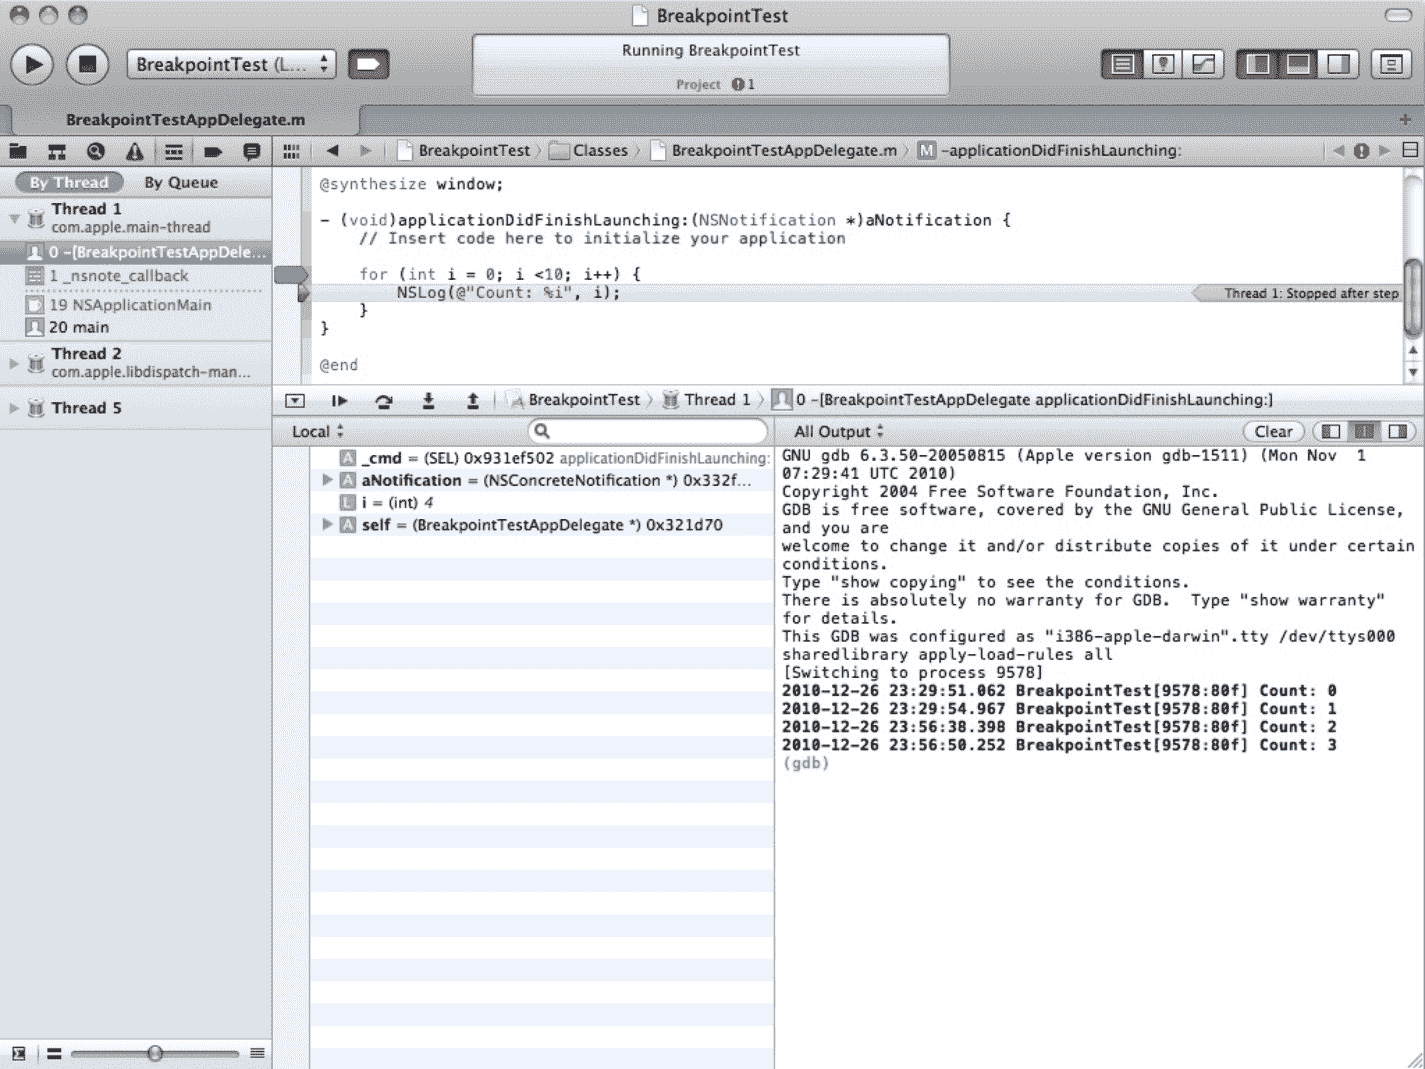 BreakpointTest
BreakpointTest (L...
Running BreakpointTest
Project 1
BreakpointTestAppDelegate.m
BreakpointTest Classes BreakpointTestAppDelegate.m M -applicationDidFinishLaunching:
By Thread By Queue
Thread 1
com.apple.main-thread
0 -[BreakpointTestAppDele...
1 _nsnote_callback
19 NSApplicationMain
20 main
Thread 2
com.apple.libdispatch-man...
Thread 5
@synthesize window;
- (void)applicationDidFinishLaunching:(NSNotification *)aNotification {
// Insert code here to initialize your application
for (int i = 0; i <10; i++) {
NSLog(@"Count: %i", i);
Thread 1: Stopped after step
}
}
@end
BreakpointTest Thread 1 0 -[BreakpointTestAppDelegate applicationDidFinishLaunching:]
Local
All Output Clear
A _cmd = (SEL) 0x931ef502 applicationDidFinishLaunching:
A aNotification = (NSConcreteNotification *) 0x332f...
L i = (int) 4
A self = (BreakpointTestAppDelegate *) 0x321d70
GNU gdb 6.3.50-20050815 (Apple version gdb-1511) (Mon Nov 1
07:29:41 UTC 2010)
Copyright 2004 Free Software Foundation, Inc.
GDB is free software, covered by the GNU General Public License,
and you are
welcome to change it and/or distribute copies of it under certain
conditions.
Type "show copying" to see the conditions.
There is absolutely no warranty for GDB. Type "show warranty"
for details.
This GDB was configured as "i386-apple-darwin".tty /dev/ttys000
sharedlibrary apply-load-rules all
[Switching to process 9578]
2010-12-26 23:29:51.062 BreakpointTest[9578:80f] Count: 0
2010-12-26 23:29:54.967 BreakpointTest[9578:80f] Count: 1
2010-12-26 23:56:38.398 BreakpointTest[9578:80f] Count: 2
2010-12-26 23:56:50.252 BreakpointTest[9578:80f] Count: 3
(gdb)